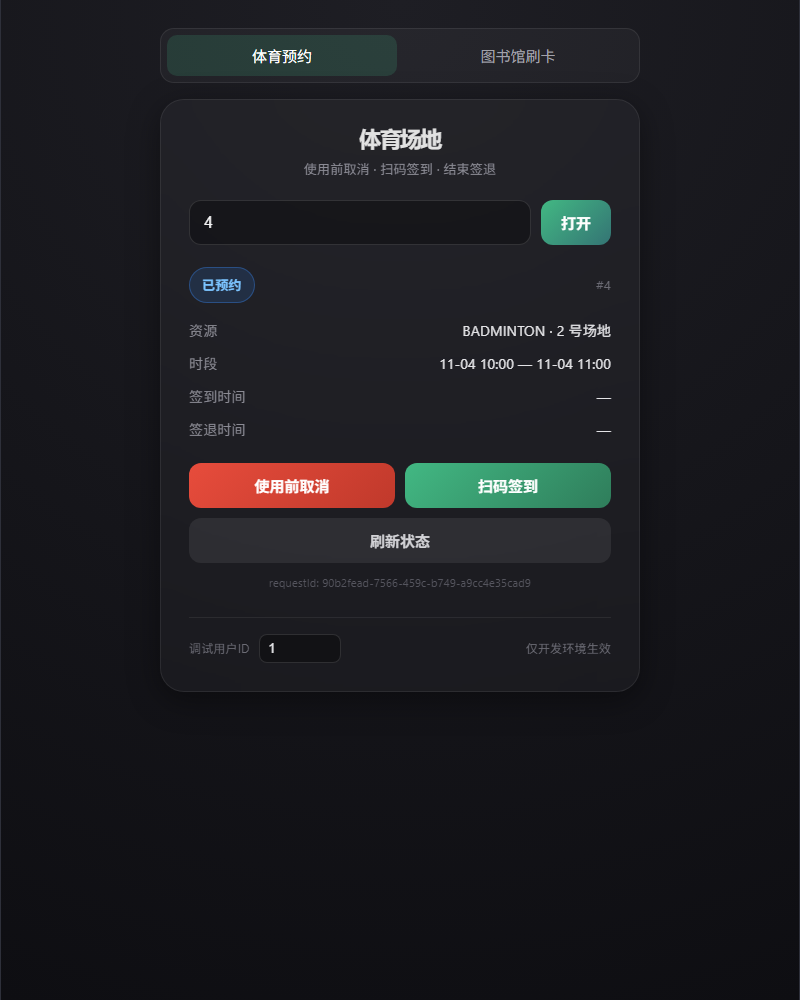 体育预约 图书馆刷卡
体育场地
使用前取消 · 扫码签到 · 结束签退
4 打开
已预约 #4
资源 BADMINTON · 2 号场地
时段 11-04 10:00 — 11-04 11:00
签到时间 —
签退时间 —
使用前取消 扫码签到
刷新状态
requestId: 90b2fead-7566-459c-b749-a9cc4e35cad9
调试用户ID 1 仅开发环境生效